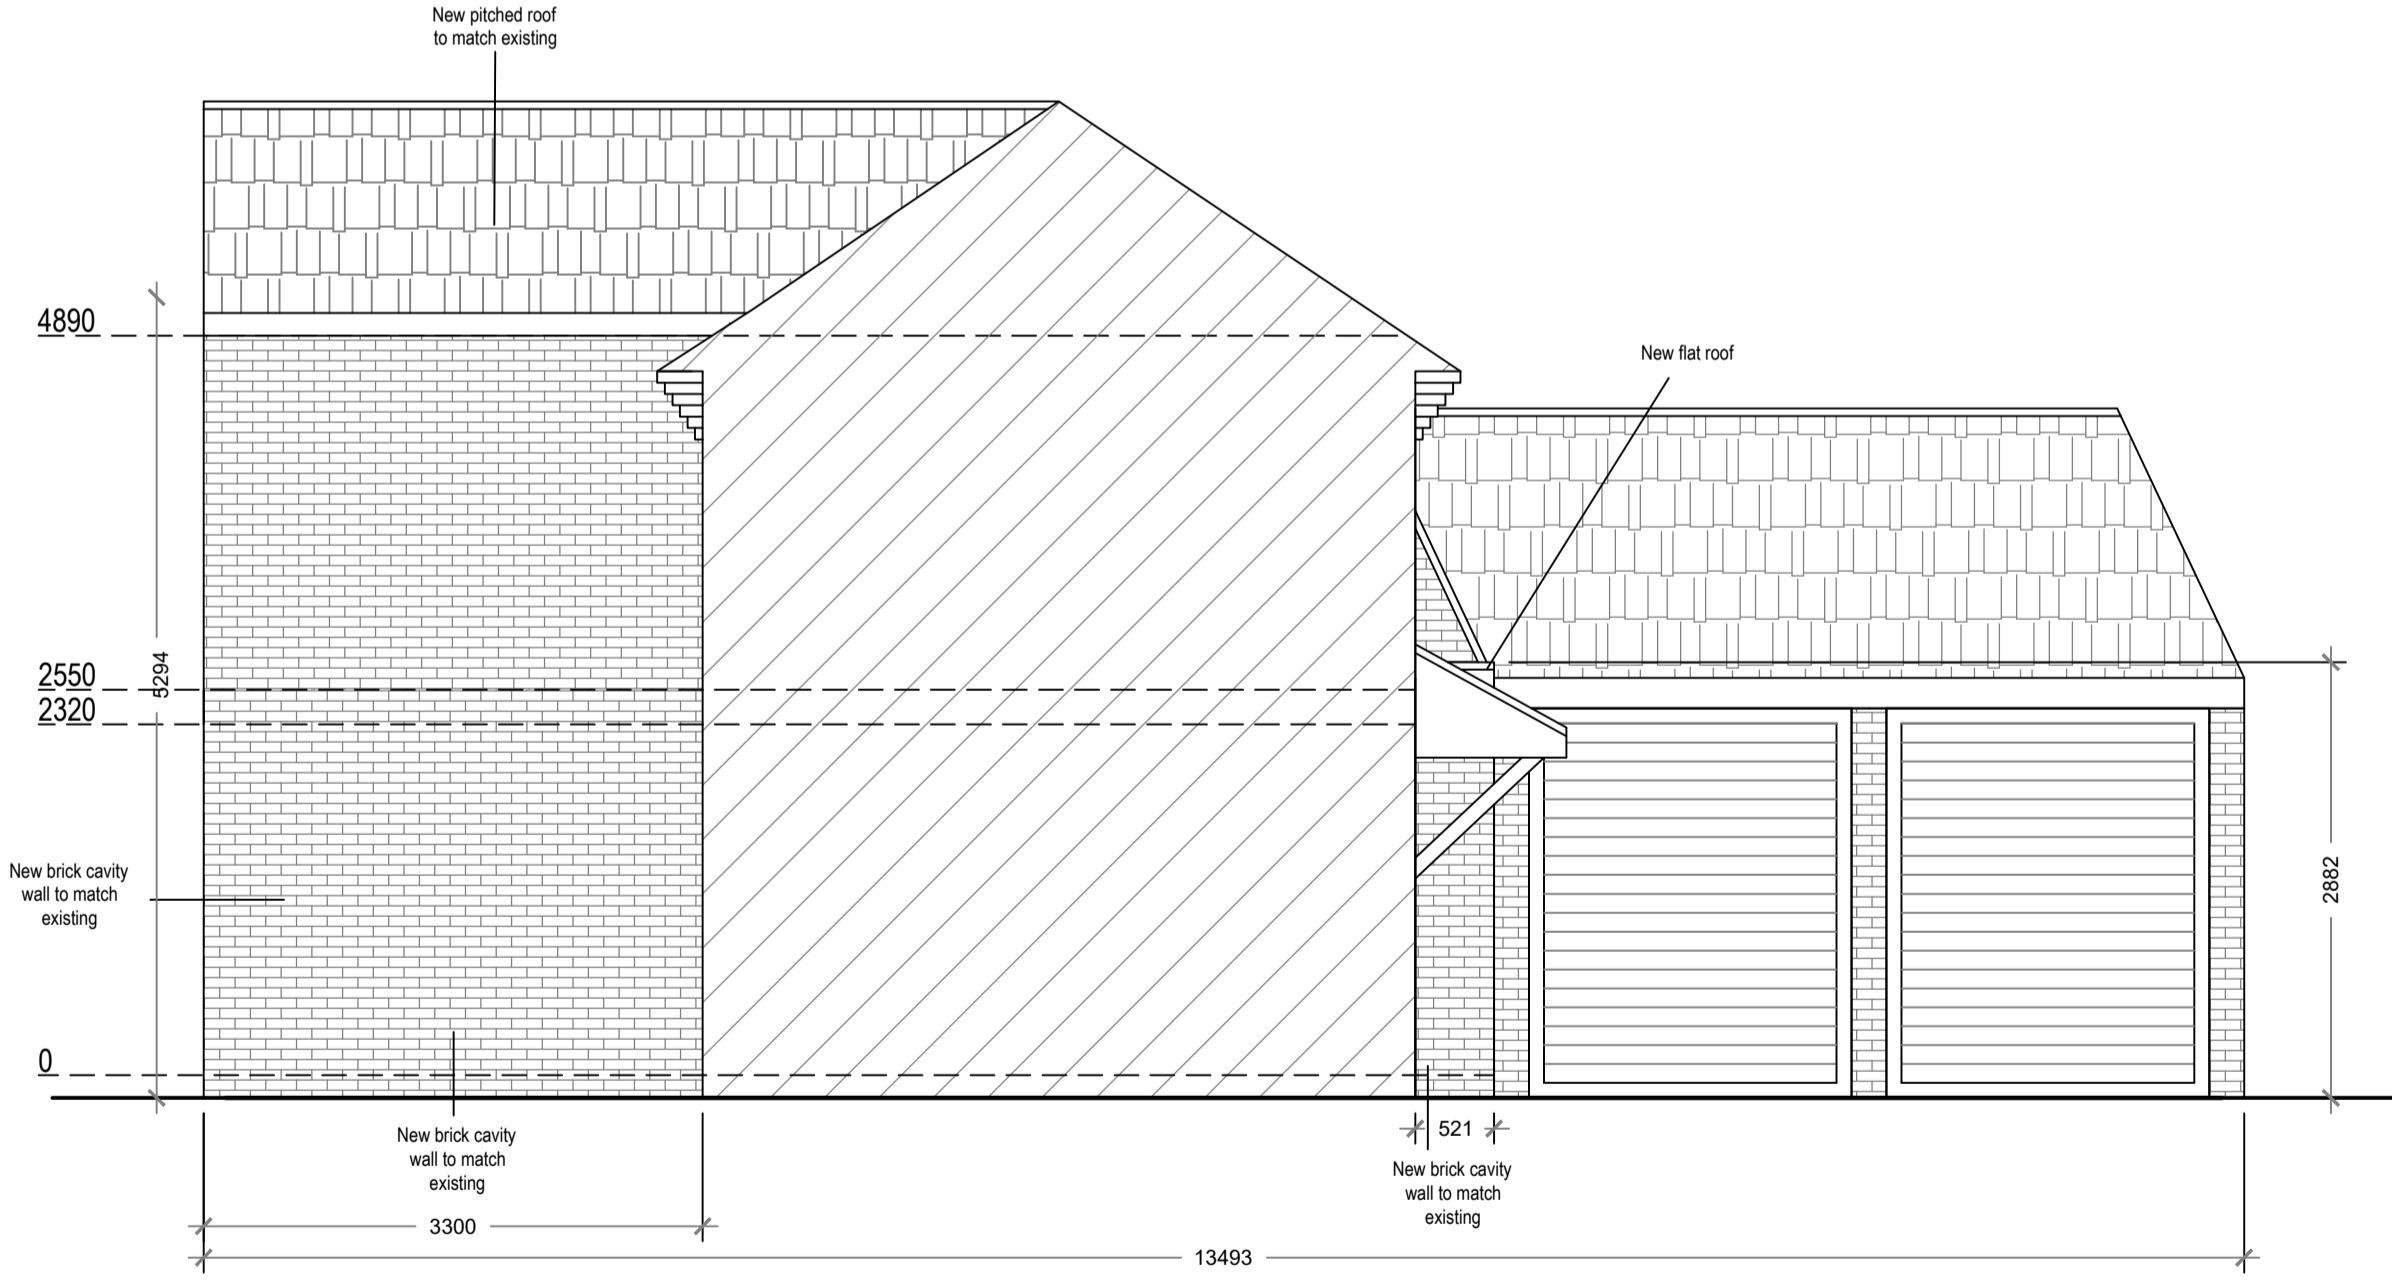 New pitched roof
to match existing
4890
New flat roof
2550
5294
2320
New brick cavity
wall to match
existing
2882
0
New brick cavity
wall to match
existing
521
New brick cavity
wall to match
existing
3300
13493